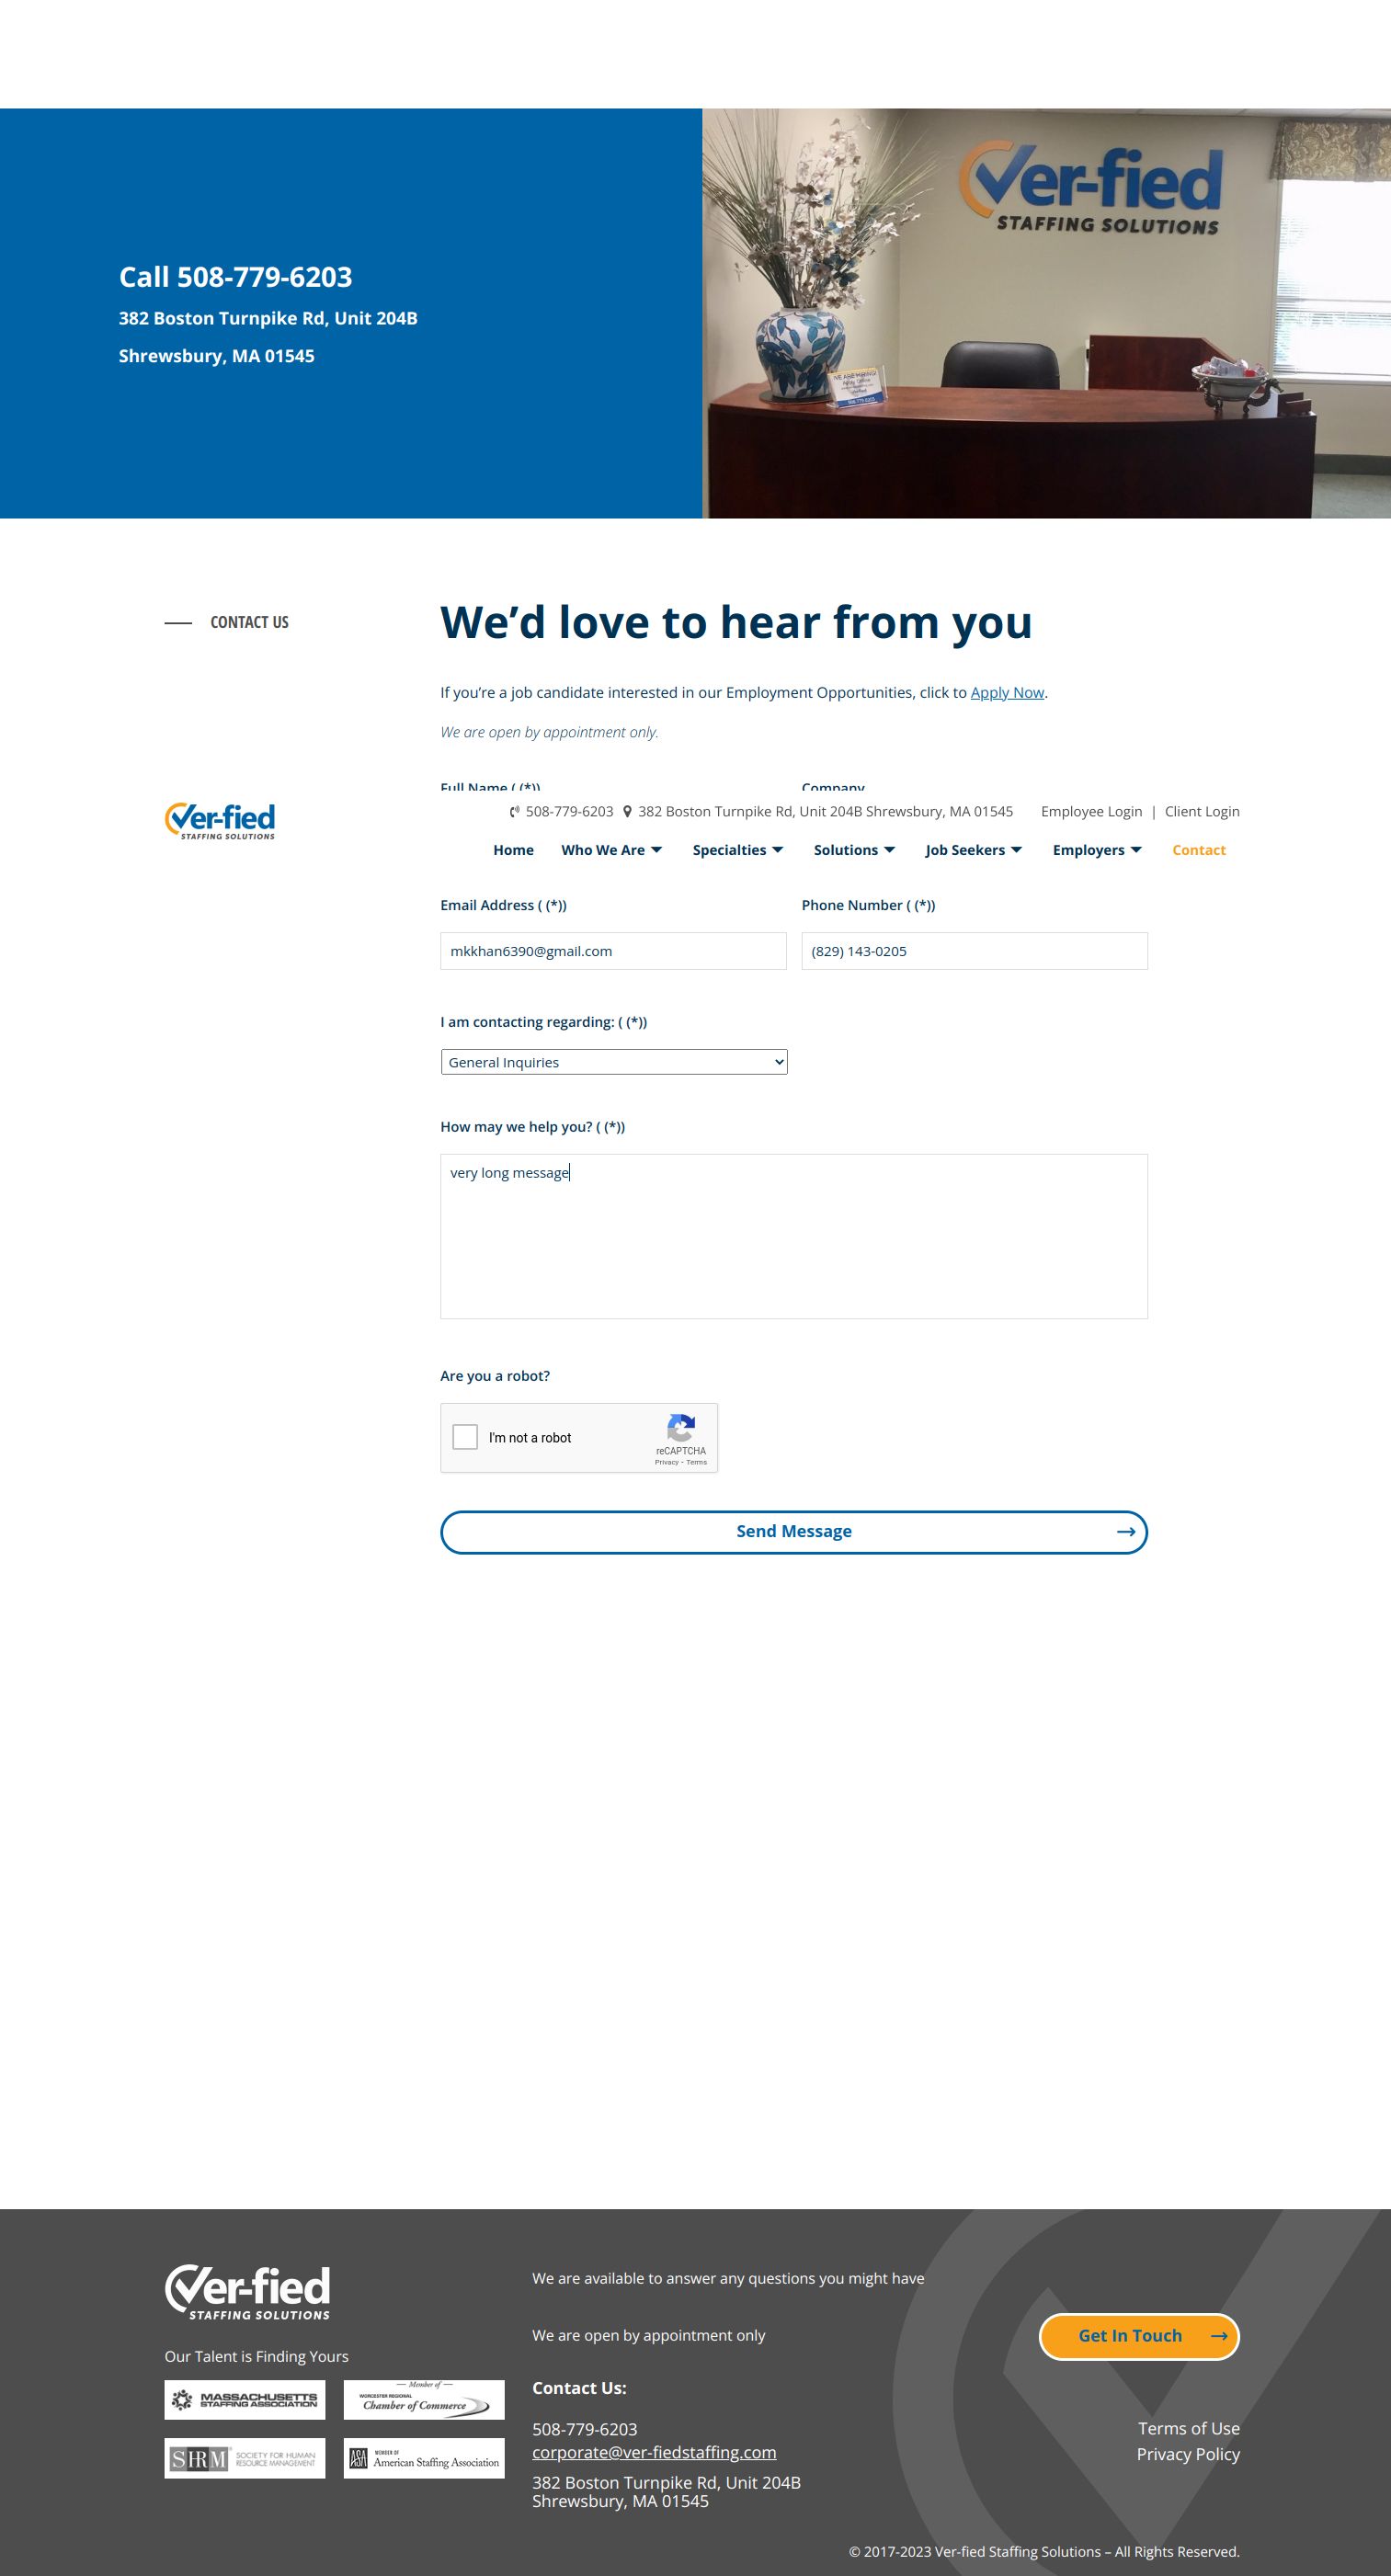 Ver-fied
STAFFING SOLUTIONS
WE ARE HIRING!
508-779-6203
Call 508-779-6203
382 Boston Turnpike Rd, Unit 204B
Shrewsbury, MA 01545
CONTACT US
We’d love to hear from you
If you’re a job candidate interested in our Employment Opportunities, click to Apply Now.
We are open by appointment only.
Full Name ( (*)) Company
Ver-fied
STAFFING SOLUTIONS
508-779-6203 382 Boston Turnpike Rd, Unit 204B Shrewsbury, MA 01545 Employee Login | Client Login
Home Who We Are Specialties Solutions Job Seekers Employers Contact
Email Address ( (*)) Phone Number ( (*))
mkkhan6390@gmail.com (829) 143-0205
I am contacting regarding: ( (*))
General Inquiries
How may we help you? ( (*))
very long message
Are you a robot?
I'm not a robot
reCAPTCHA
Privacy - Terms
Send Message
Ver-fied
STAFFING SOLUTIONS
Our Talent is Finding Yours
MASSACHUSETTS
STAFFING ASSOCIATION
Member of
WORCESTER REGIONAL
Chamber of Commerce
SHRM SOCIETY FOR HUMAN
RESOURCE MANAGEMENT
ASA MEMBER OF
American Staffing Association
We are available to answer any questions you might have
We are open by appointment only
Contact Us:
508-779-6203
corporate@ver-fiedstaffing.com
382 Boston Turnpike Rd, Unit 204B
Shrewsbury, MA 01545
Get In Touch
Terms of Use
Privacy Policy
© 2017-2023 Ver-fied Staffing Solutions – All Rights Reserved.